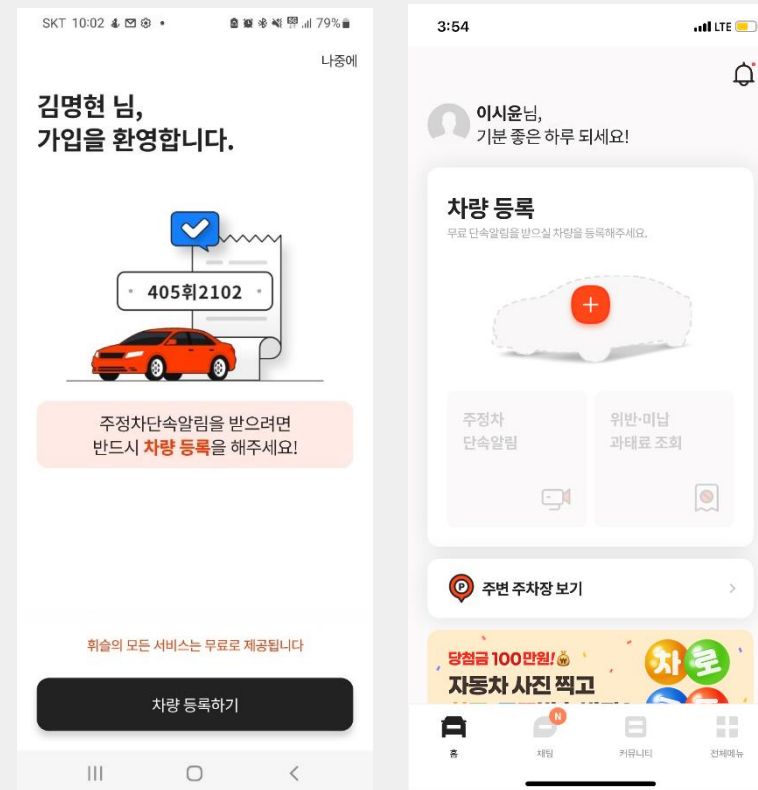 SKT 10:02
79%
나중에
김명현 님,
가입을 환영합니다.
405휘2102
주정차단속알림을 받으려면
반드시 차량 등록을 해주세요!
휘슬의 모든 서비스는 무료로 제공됩니다
차량 등록하기
3:54
LTE
이시윤님,
기분 좋은 하루 되세요!
차량 등록
무료 단속알림을 받으실 차량을 등록해주세요.
주정차
단속알림
위반·미납
과태료 조회
P 주변 주차장 보기
당첨금 100만원!
자동차 사진 찍고
차로
N
홈
채팅
커뮤니티
전체메뉴